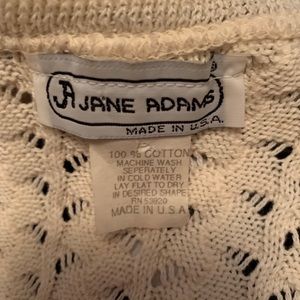 JA JANE ADAMS
MADE IN U.S.A.
100 % COTTON
MACHINE WASH
SEPERATELY
IN COLD WATER
LAY FLAT TO DRY
IN DESIRED SHAPE
RN 53920
MADE IN U.S.A